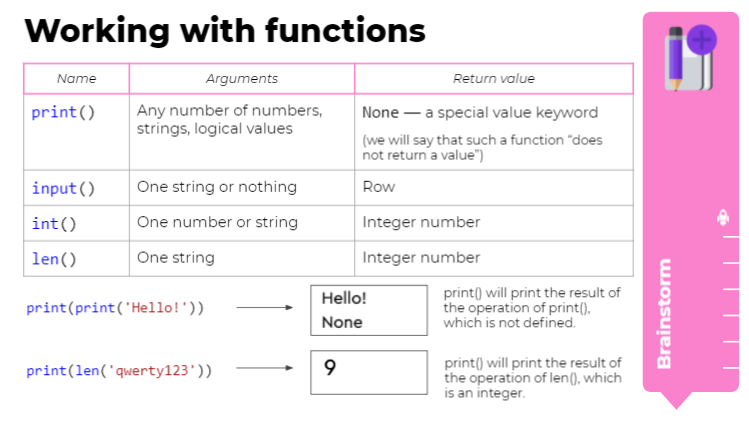 Working with functions
Name Arguments Return value
print() Any number of numbers,
strings, logical values
None — a special value keyword
(we will say that such a function “does
not return a value”)
input() One string or nothing Row
int() One number or string Integer number
len() One string Integer number
print(print('Hello!'))
Hello!
None
print() will print the result of
the operation of print(),
which is not defined.
print(len('qwerty123'))
9
print() will print the result of
the operation of len(), which
is an integer.
Brainstorm